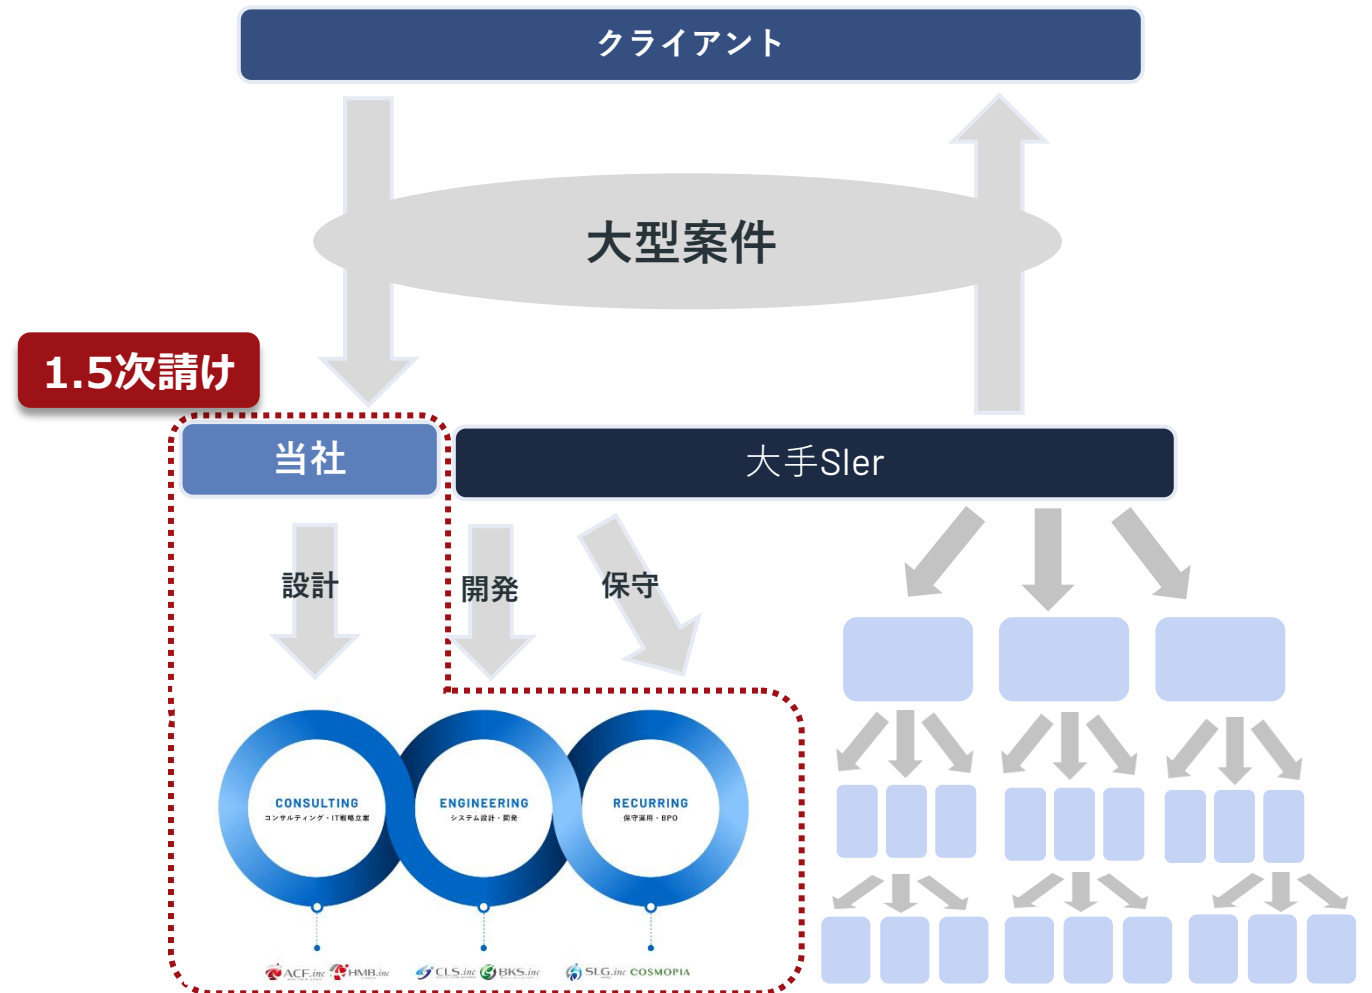 クライアント
大型案件
1.5次請け
当社
大手SIer
設計
開発
保守
CONSULTING
コンサルティング・IT戦略立案
ENGINEERING
システム設計・開発
RECURRING
保守運用・BPO
ACF.inc
HMB.inc
CLS.inc
BKS.inc
SLG.inc
COSMOPIA